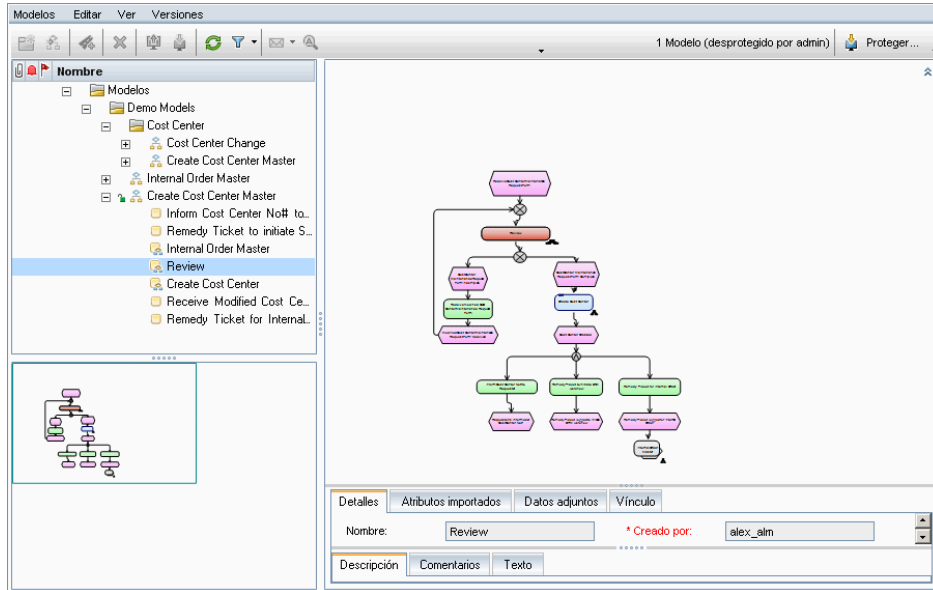 Modelos Editar Ver Versiones
1 Modelo (desprotegido por admin) Proteger...
Nombre
Modelos
Demo Models
Cost Center
Cost Center Change
Create Cost Center Master
Internal Order Master
Create Cost Center Master
Inform Cost Center No# to...
Remedy Ticket to initiate S...
Internal Order Master
Review
Create Cost Center
Receive Modified Cost Ce...
Remedy Ticket for Internal...
Review
Detalles Atributos importados Datos adjuntos Vínculo
Nombre: Review * Creado por: alex_alm
Descripción Comentarios Texto